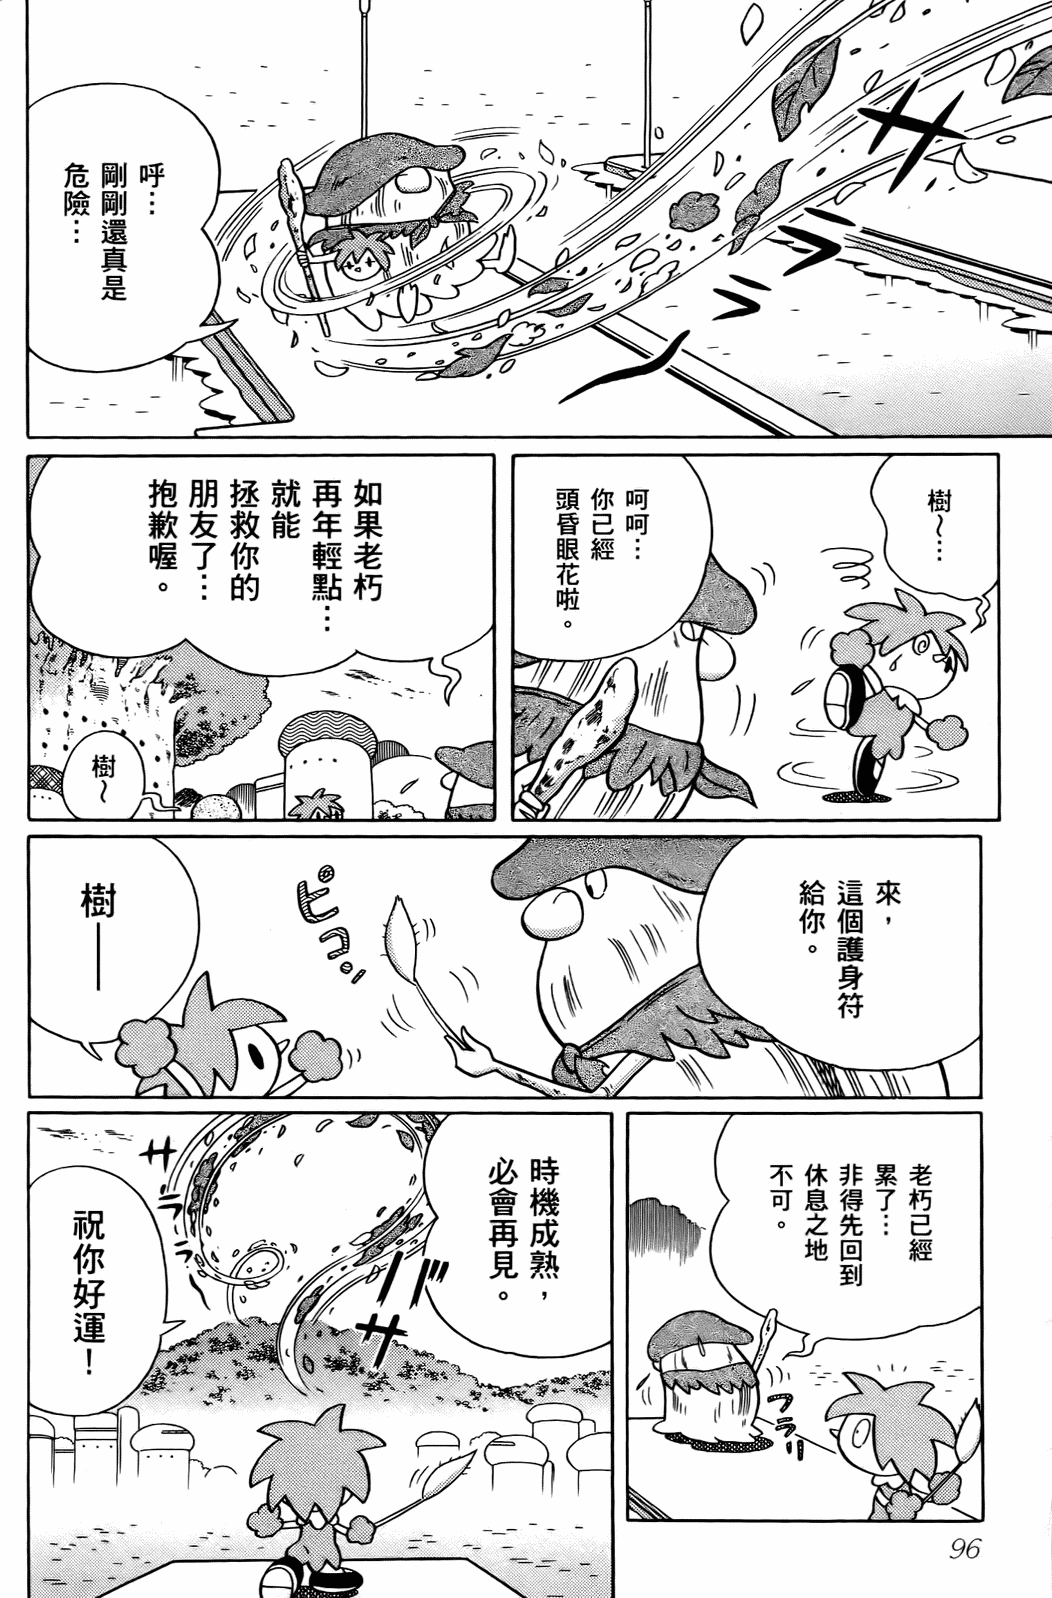 呼…
剛剛還真是
危險…
樹～…
呵呵…
你已經
頭昏眼花啦。
如果老朽
再年輕點…
就能
拯救你的
朋友了…
抱歉喔。
樹～
來，
這個護身符
給你。
ピコン!
樹──
老朽已經
累了…
非得先回到
休息之地
不可。
フラリ
時機成熟，
必會再見。
祝你好運！
96